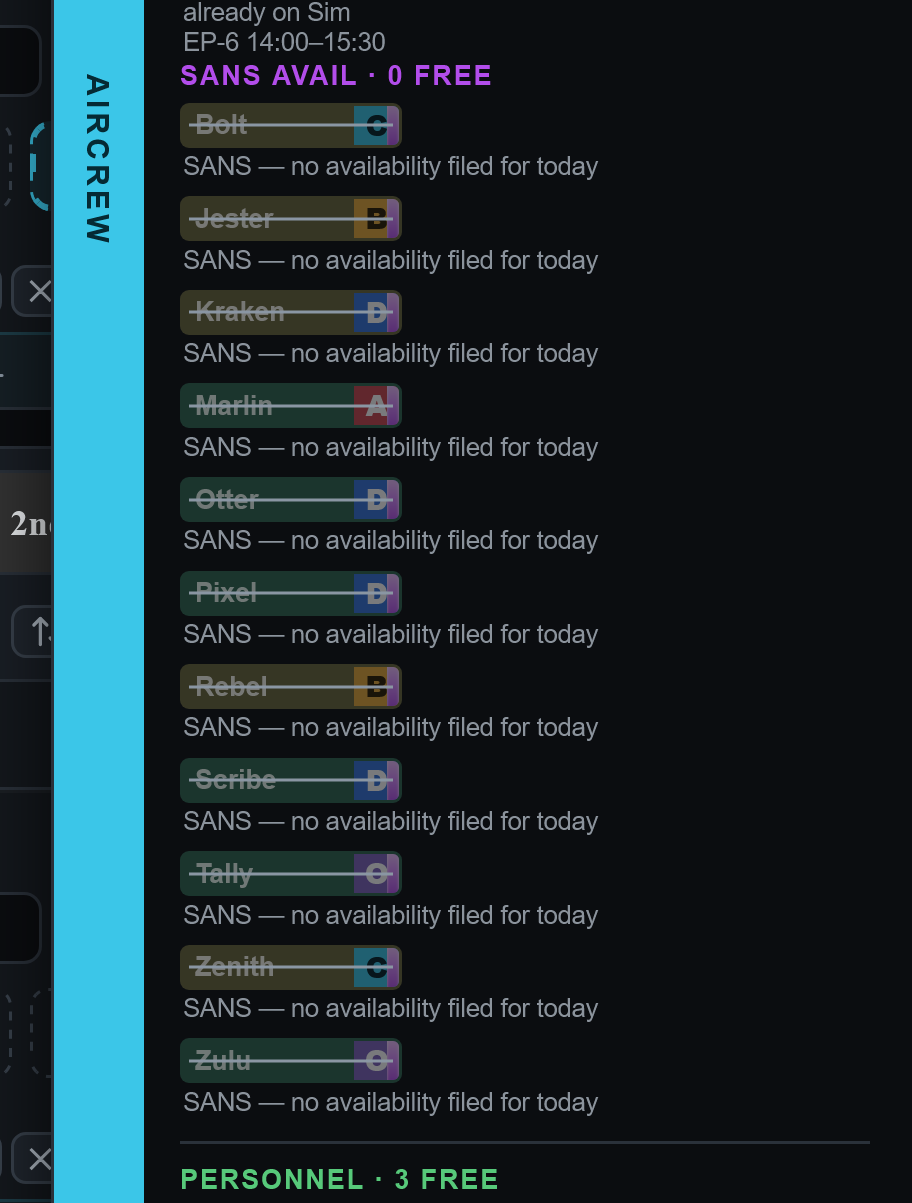 already on Sim
EP-6 14:00–15:30
SANS AVAIL · 0 FREE
AIRCREW
Bolt C
SANS — no availability filed for today
Jester B
SANS — no availability filed for today
Kraken D
SANS — no availability filed for today
Marlin A
SANS — no availability filed for today
Otter D
SANS — no availability filed for today
2n
Pixel D
SANS — no availability filed for today
Rebel B
SANS — no availability filed for today
Scribe D
SANS — no availability filed for today
Tally O
SANS — no availability filed for today
Zenith C
SANS — no availability filed for today
Zulu O
SANS — no availability filed for today
PERSONNEL · 3 FREE